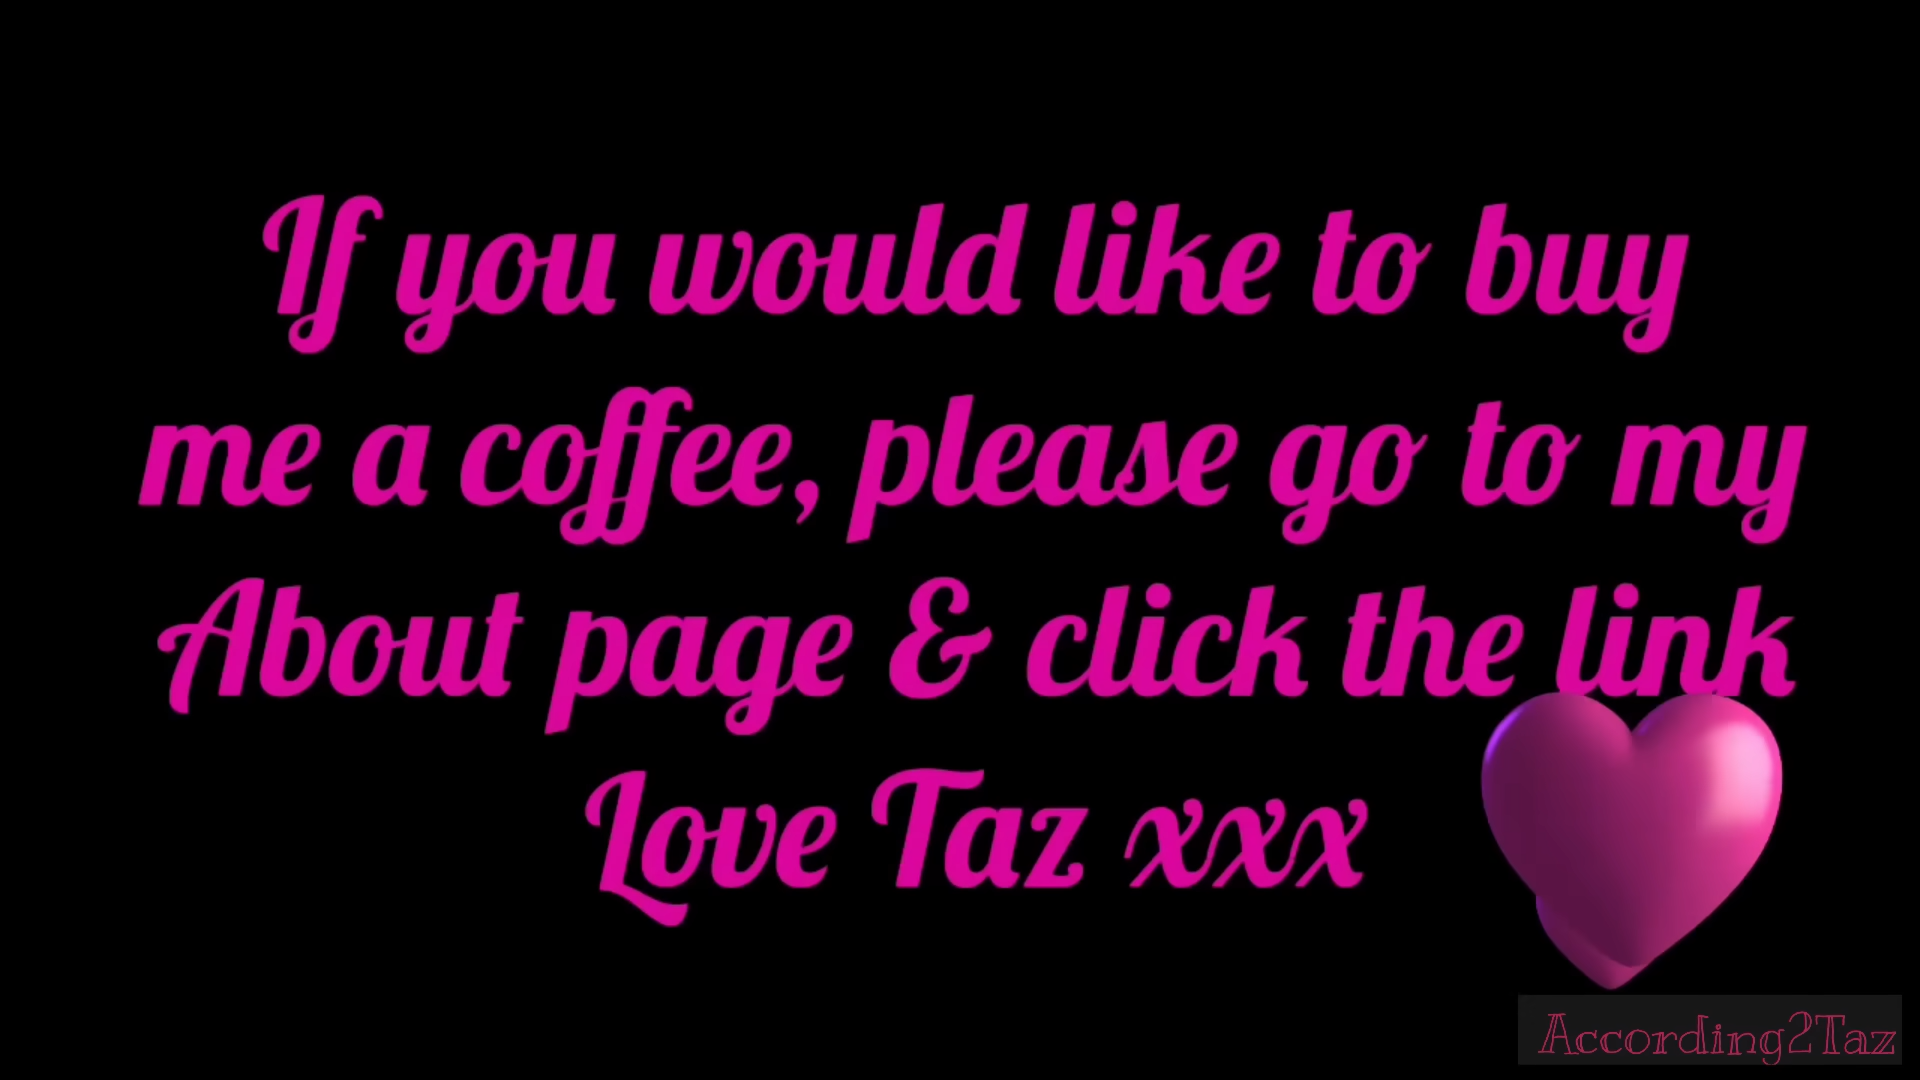 If you would like to buy
me a coffee, please go to my
About page & click the link
Love Taz xxx
According2Taz